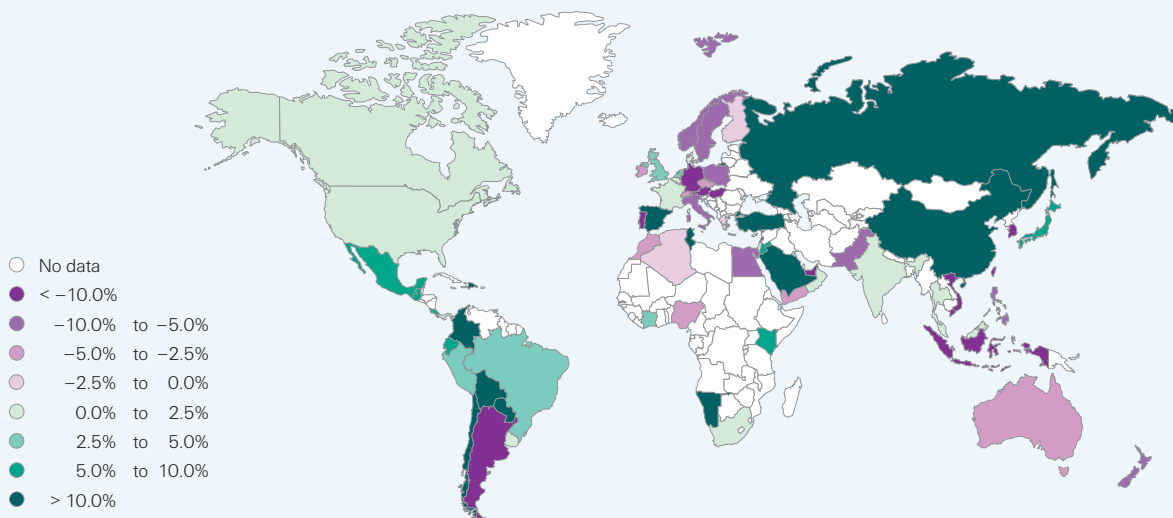 No data
< −10.0%
−10.0% to −5.0%
−5.0% to −2.5%
−2.5% to 0.0%
0.0% to 2.5%
2.5% to 5.0%
5.0% to 10.0%
> 10.0%